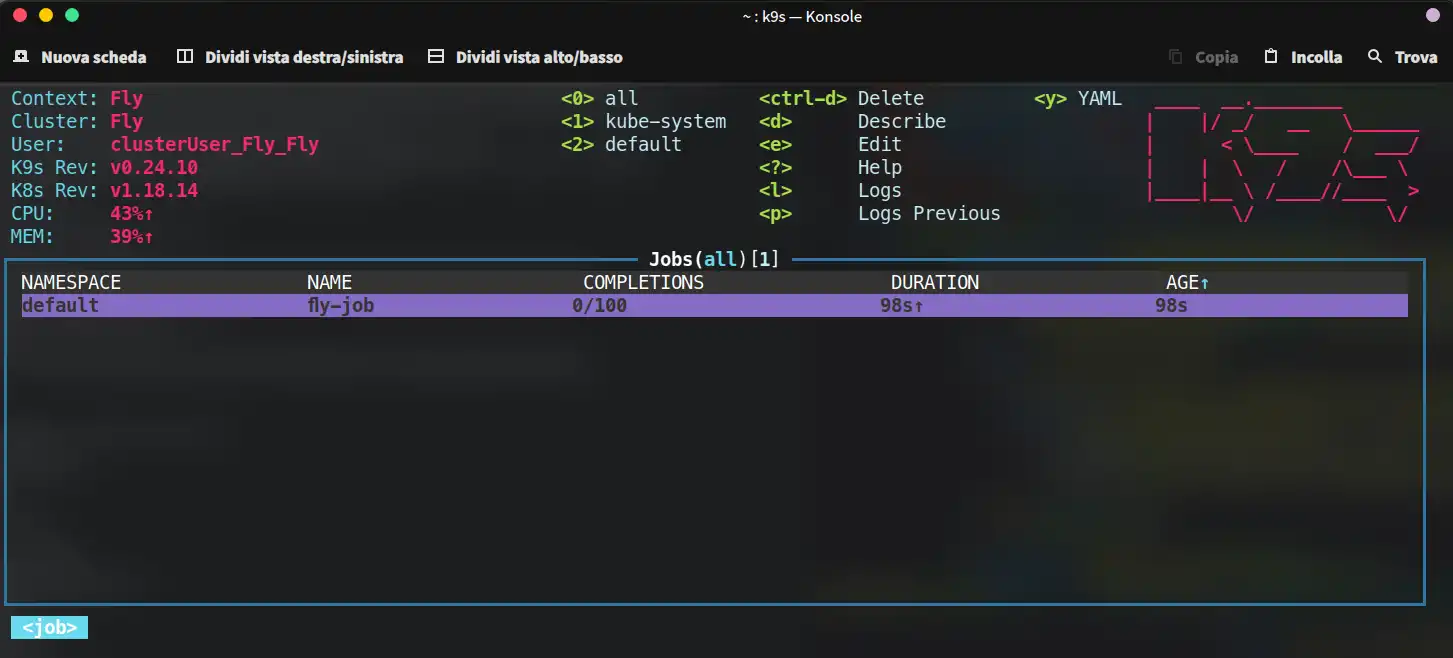 ~ : k9s — Konsole
Nuova scheda Dividi vista destra/sinistra Dividi vista alto/basso Copia Incolla Trova
Context: Fly <0> all <ctrl-d> Delete <y> YAML
Cluster: Fly <1> kube-system <d> Describe
User: clusterUser_Fly_Fly <2> default <e> Edit
K9s Rev: v0.24.10 <?> Help
K8s Rev: v1.18.14 <l> Logs
CPU: 43%↑ <p> Logs Previous
MEM: 39%↑
Jobs(all)[1]
NAMESPACE NAME COMPLETIONS DURATION AGE↑
default fly-job 0/100 98s↑ 98s
<job>